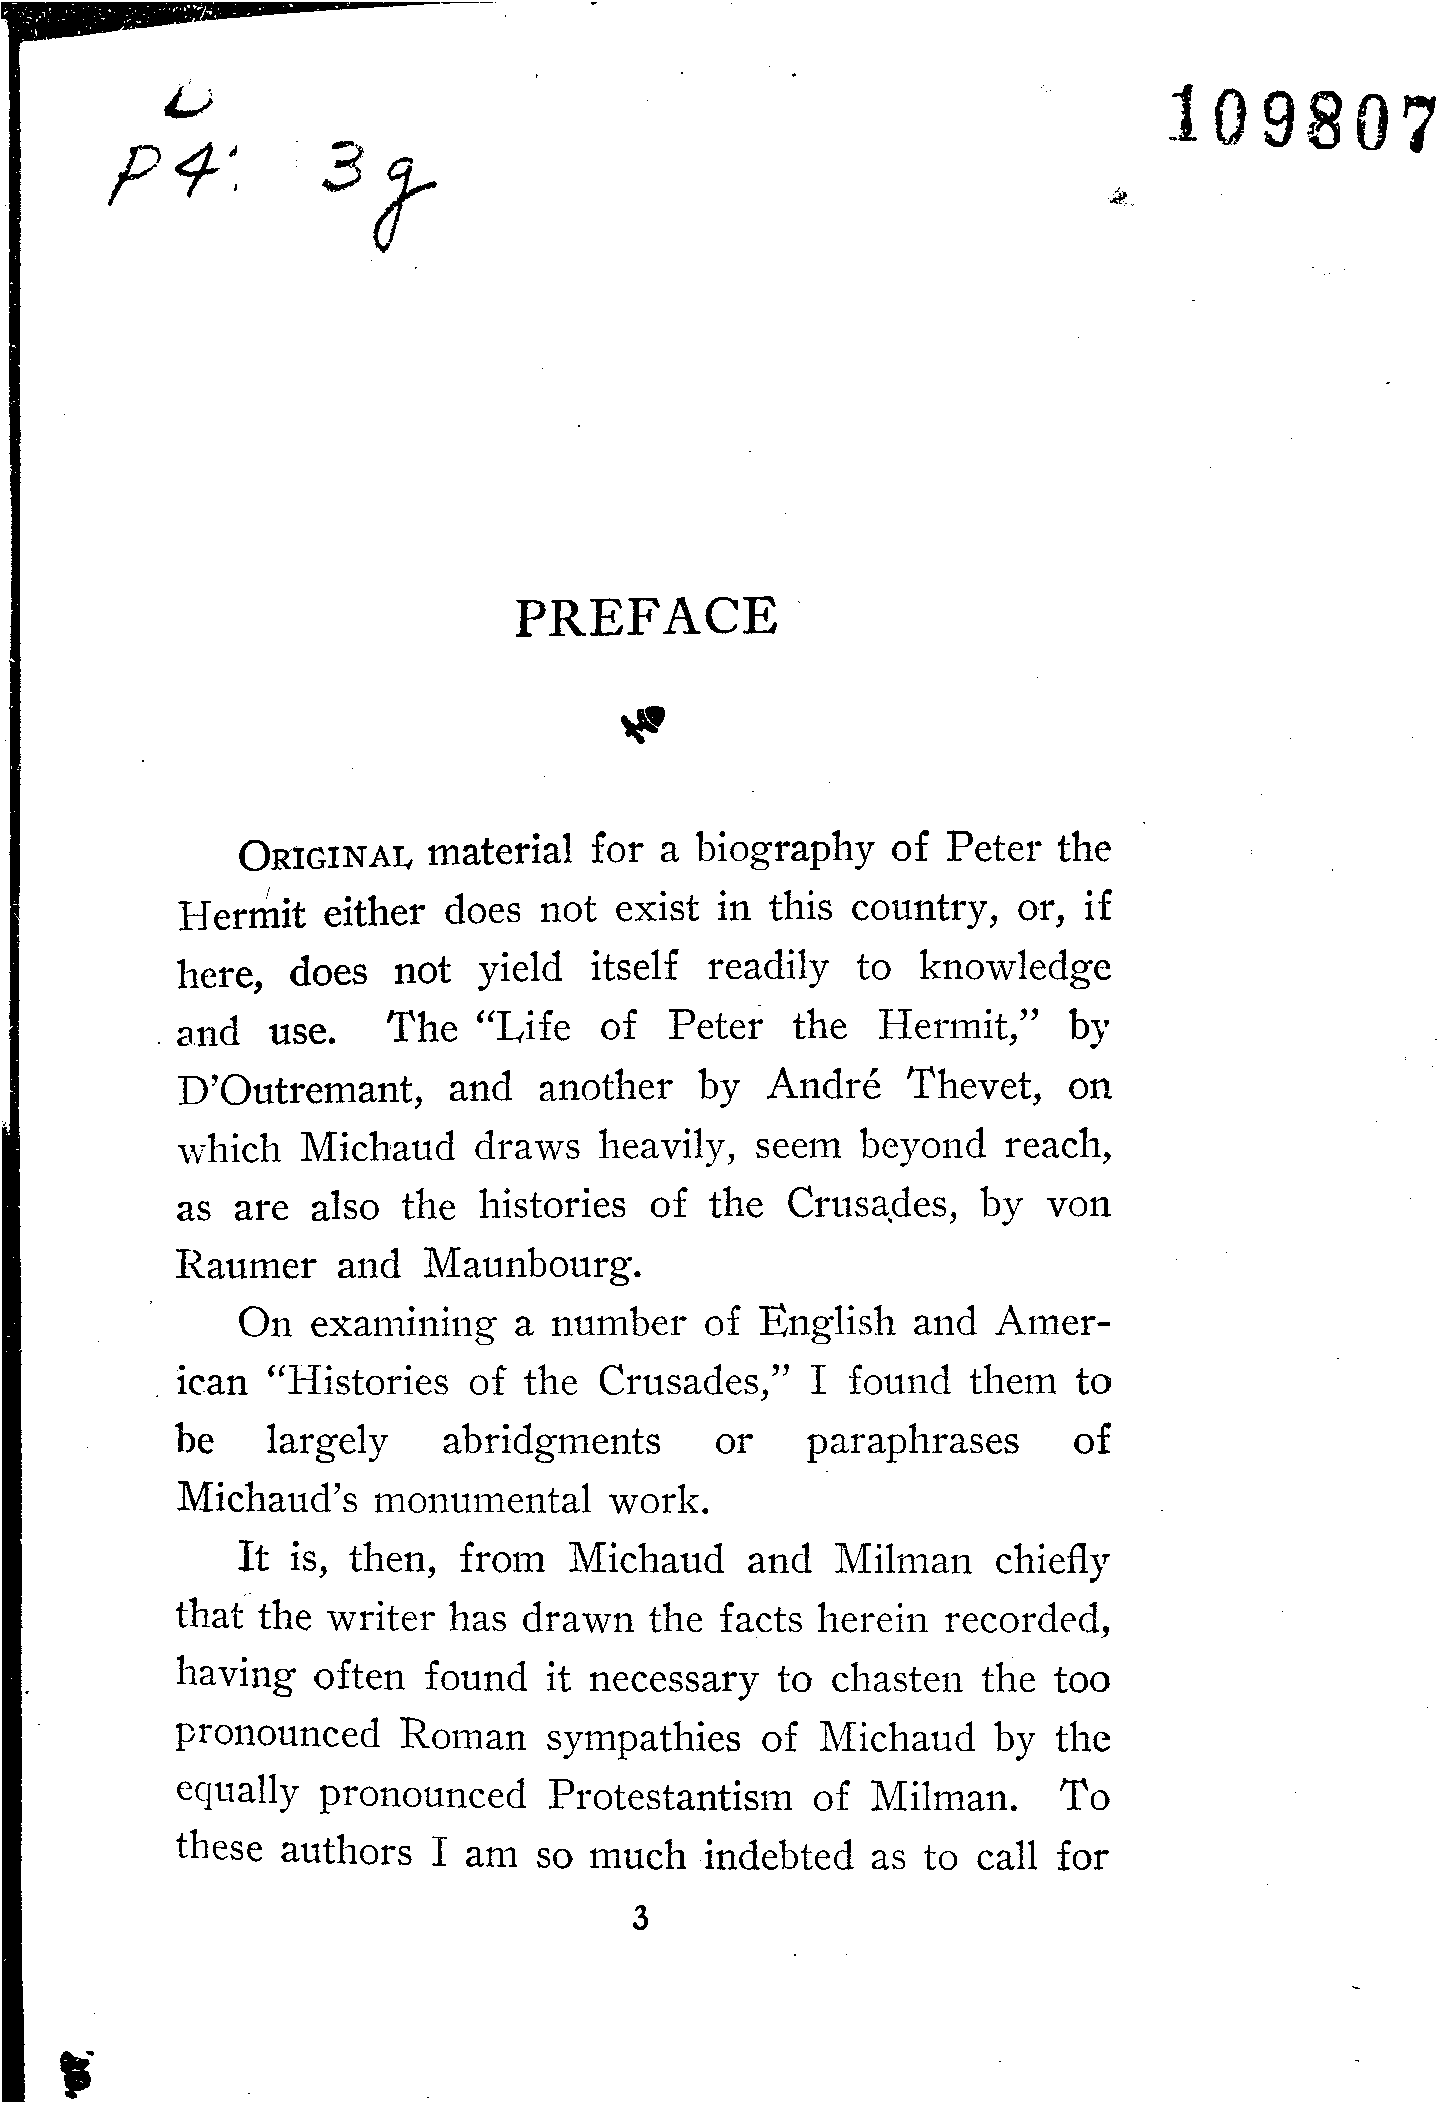 109807
P4: 3g
PREFACE
ORIGINAL material for a biography of Peter the
Hermit either does not exist in this country, or, if
here, does not yield itself readily to knowledge
and use. The “Life of Peter the Hermit,” by
D’Outremant, and another by André Thevet, on
which Michaud draws heavily, seem beyond reach,
as are also the histories of the Crusades, by von
Raumer and Maunbourg.
On examining a number of English and Amer-
ican “Histories of the Crusades,” I found them to
be largely abridgments or paraphrases of
Michaud’s monumental work.
It is, then, from Michaud and Milman chiefly
that the writer has drawn the facts herein recorded,
having often found it necessary to chasten the too
pronounced Roman sympathies of Michaud by the
equally pronounced Protestantism of Milman. To
these authors I am so much indebted as to call for
3